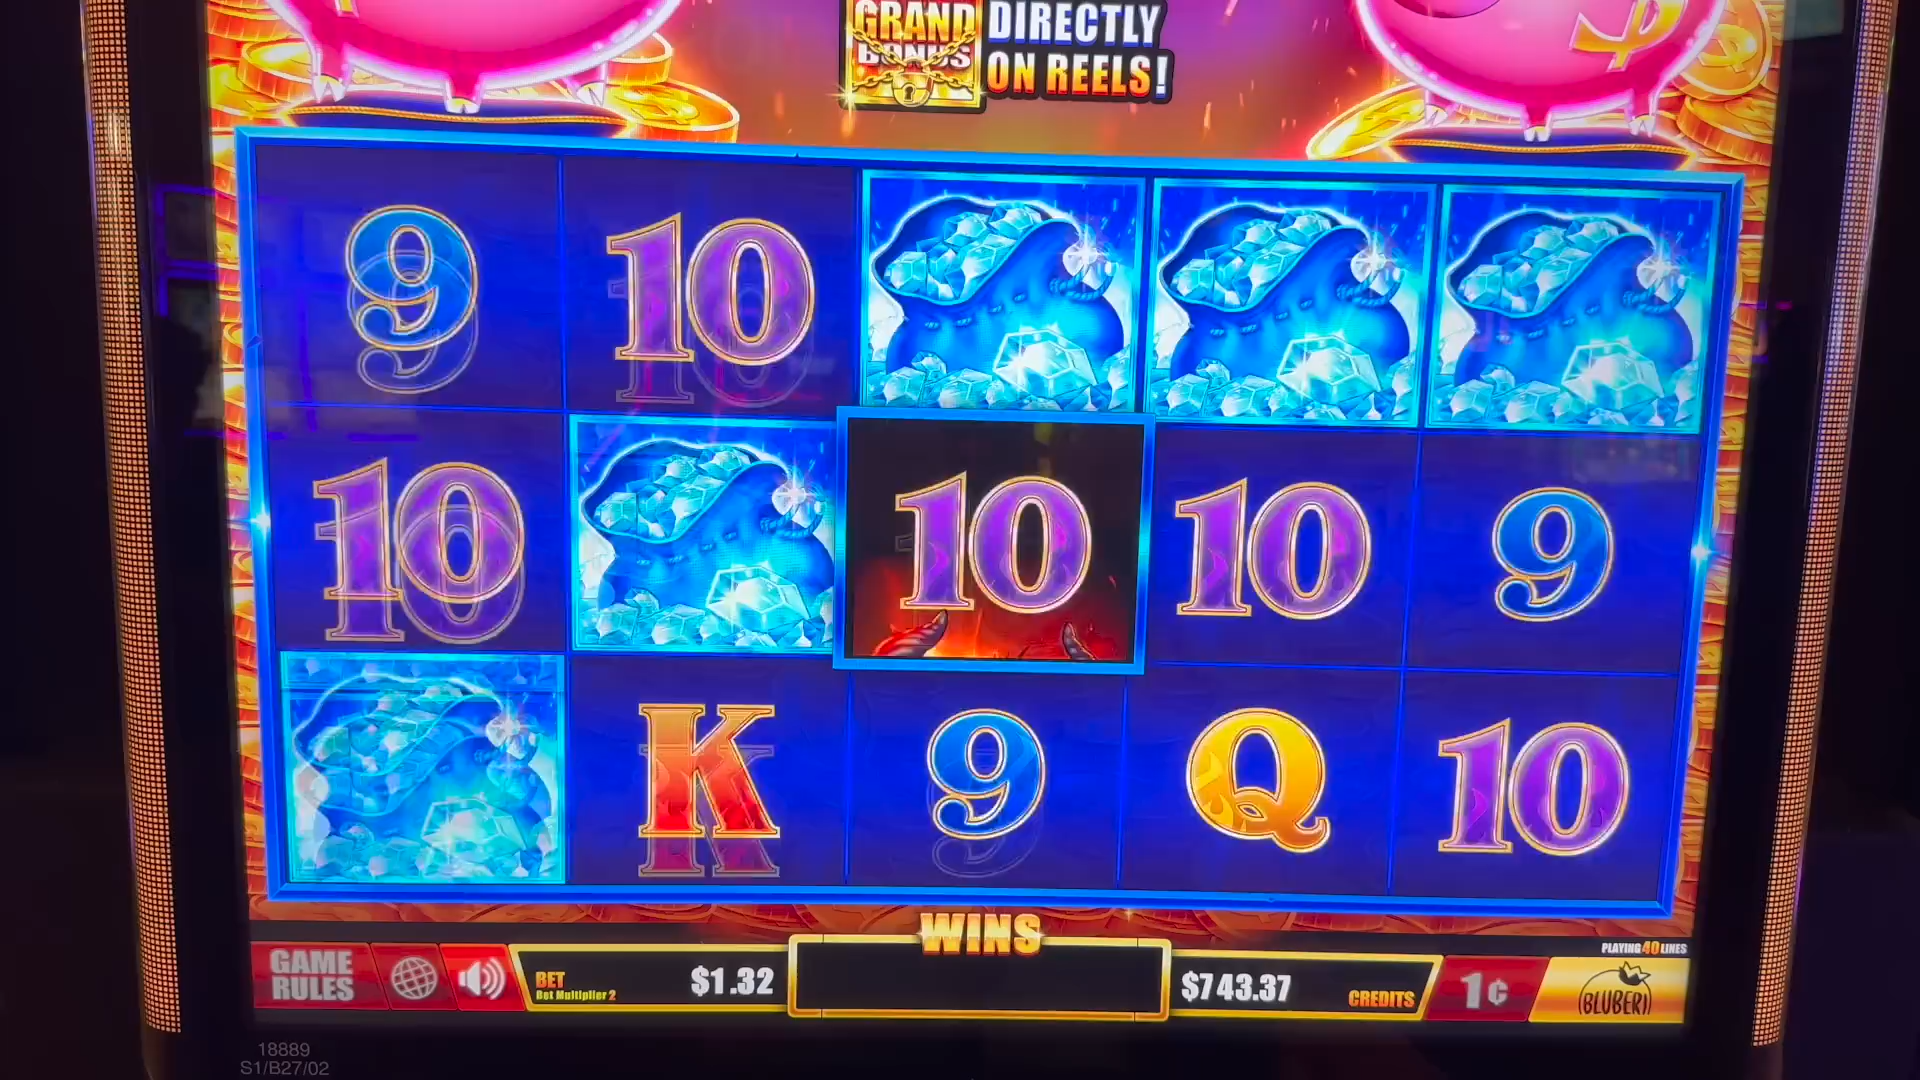 GRAND
BONUS
DIRECTLY
ON REELS!
9
10
10
10
10
9
K
9
Q
10
WINS
PLAYING 40 LINES
GAME
RULES
BET
Bet Multiplier 2
$1.32
$743.37
CREDITS
1¢
BLUBERI
18889
S1/B27/02